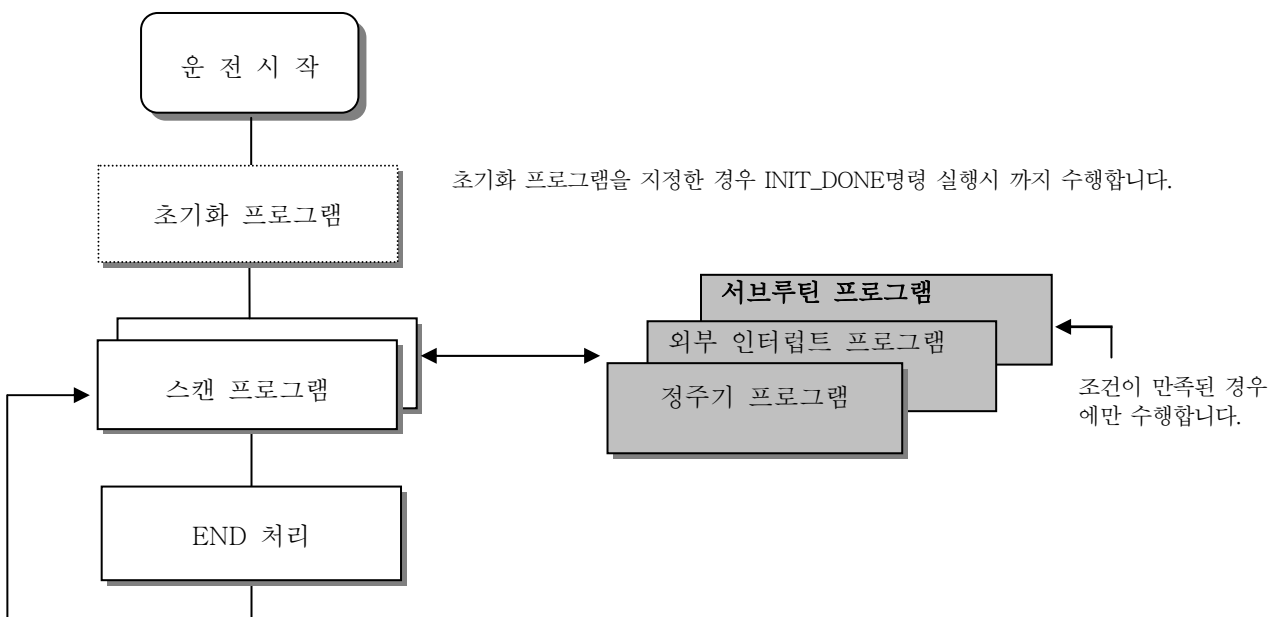 운 전 시 작
초기화 프로그램을 지정한 경우 INIT_DONE명령 실행시 까지 수행합니다.
초기화 프로그램
서브루틴 프로그램
외부 인터럽트 프로그램
정주기 프로그램
스캔 프로그램
조건이 만족된 경우
에만 수행합니다.
END 처리